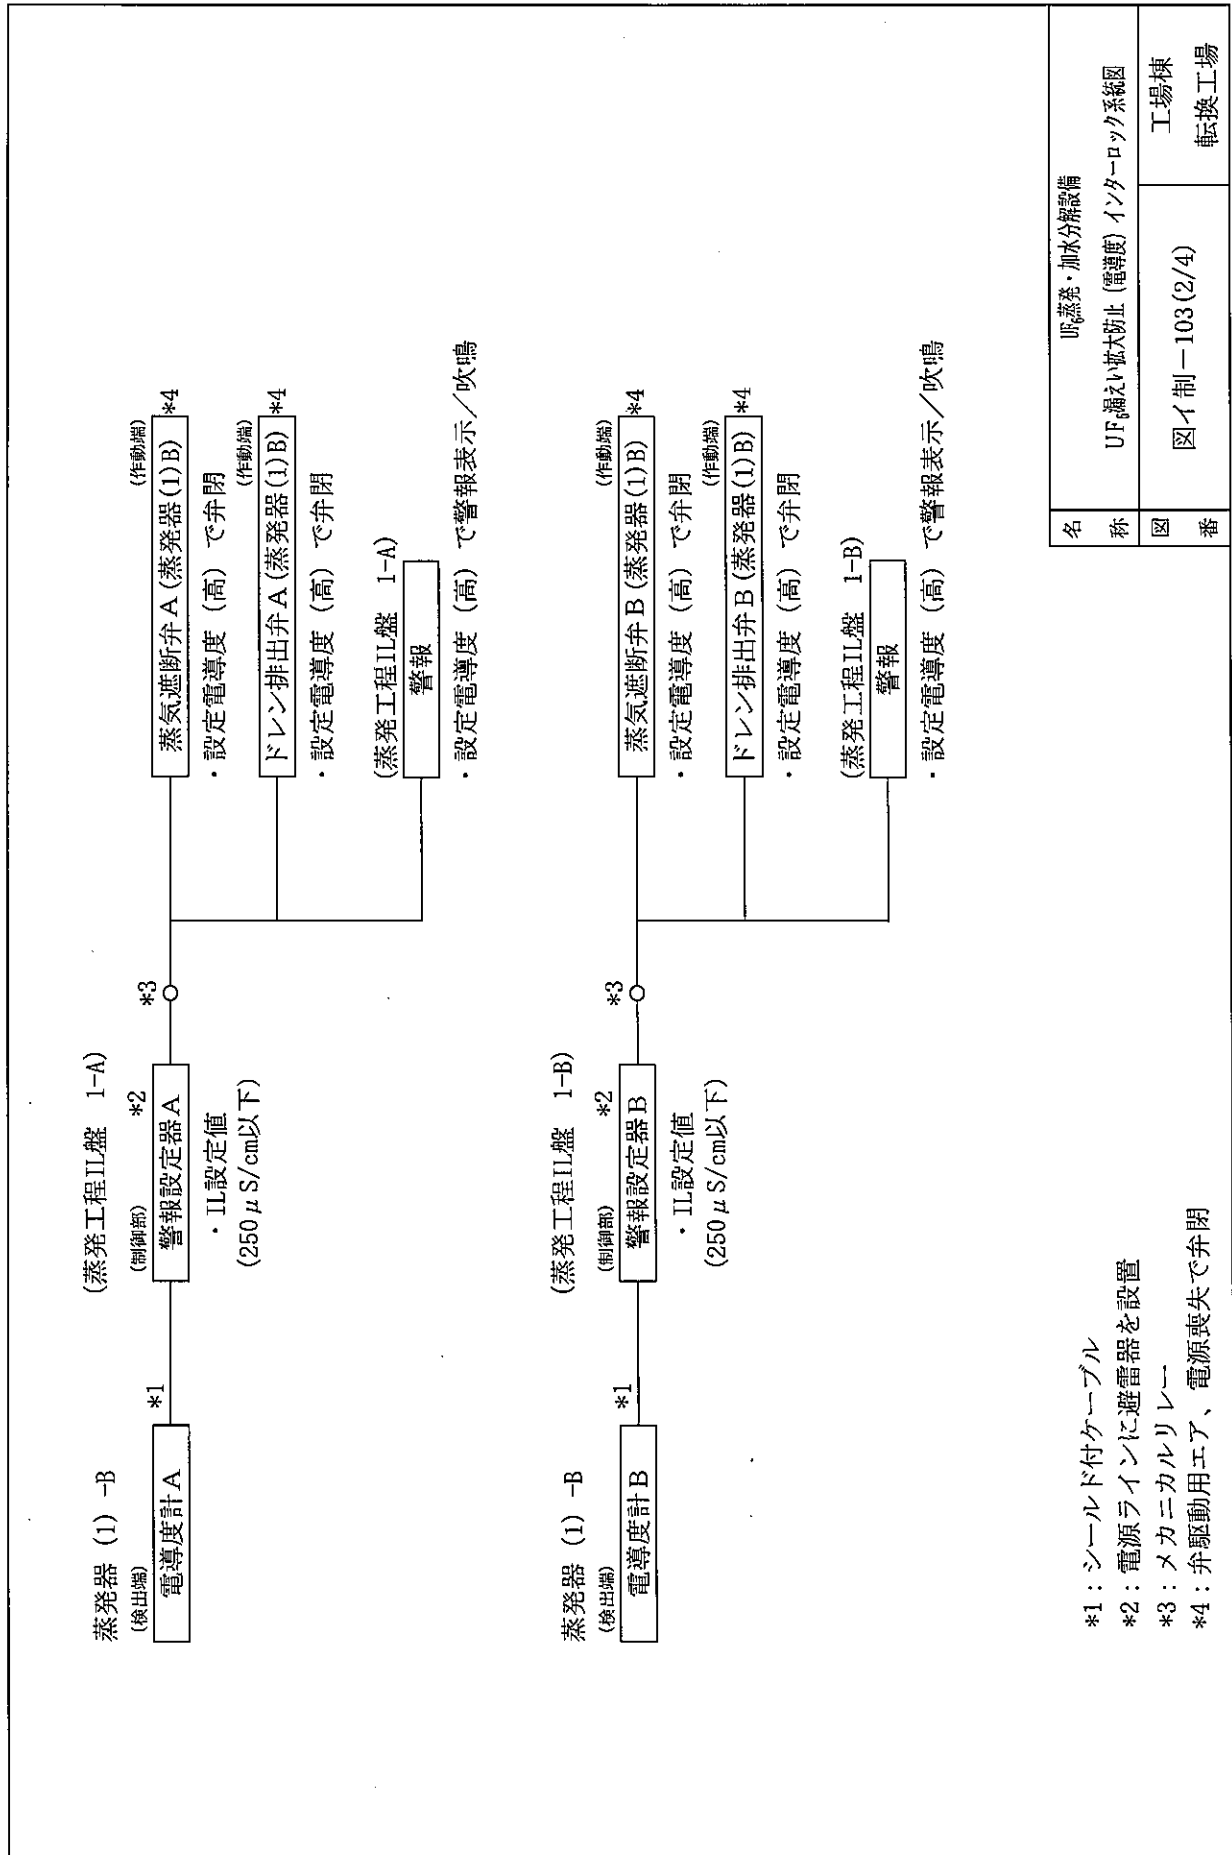 蒸発器 (1) -B
(検出端)
電導度計A
*1
(蒸発工程IL盤 1-A)
(制御部) *2
警報設定器A
・IL設定値
(250μS/cm以下)
*3
(作動端)
蒸気遮断弁A(蒸発器(1)B) *4
・設定電導度(高)で弁閉
(作動端)
ドレン排出弁A(蒸発器(1)B) *4
・設定電導度(高)で弁閉
(蒸発工程IL盤 1-A)
警報
・設定電導度(高)で警報表示/吹鳴
蒸発器 (1) -B
(検出端)
電導度計B
*1
(蒸発工程IL盤 1-B)
(制御部) *2
警報設定器B
・IL設定値
(250μS/cm以下)
*3
(作動端)
蒸気遮断弁B(蒸発器(1)B) *4
・設定電導度(高)で弁閉
(作動端)
ドレン排出弁B(蒸発器(1)B) *4
・設定電導度(高)で弁閉
(蒸発工程IL盤 1-B)
警報
・設定電導度(高)で警報表示/吹鳴
*1:シールド付ケーブル
*2:電源ラインに避雷器を設置
*3:メカニカルリレー
*4:弁駆動用エア、電源喪失で弁閉
名称
UF₆蒸発・加水分解設備
UF₆漏えい拡大防止(電導度)インターロック系統図
図番
図イ制-103(2/4)
工場棟
転換工場